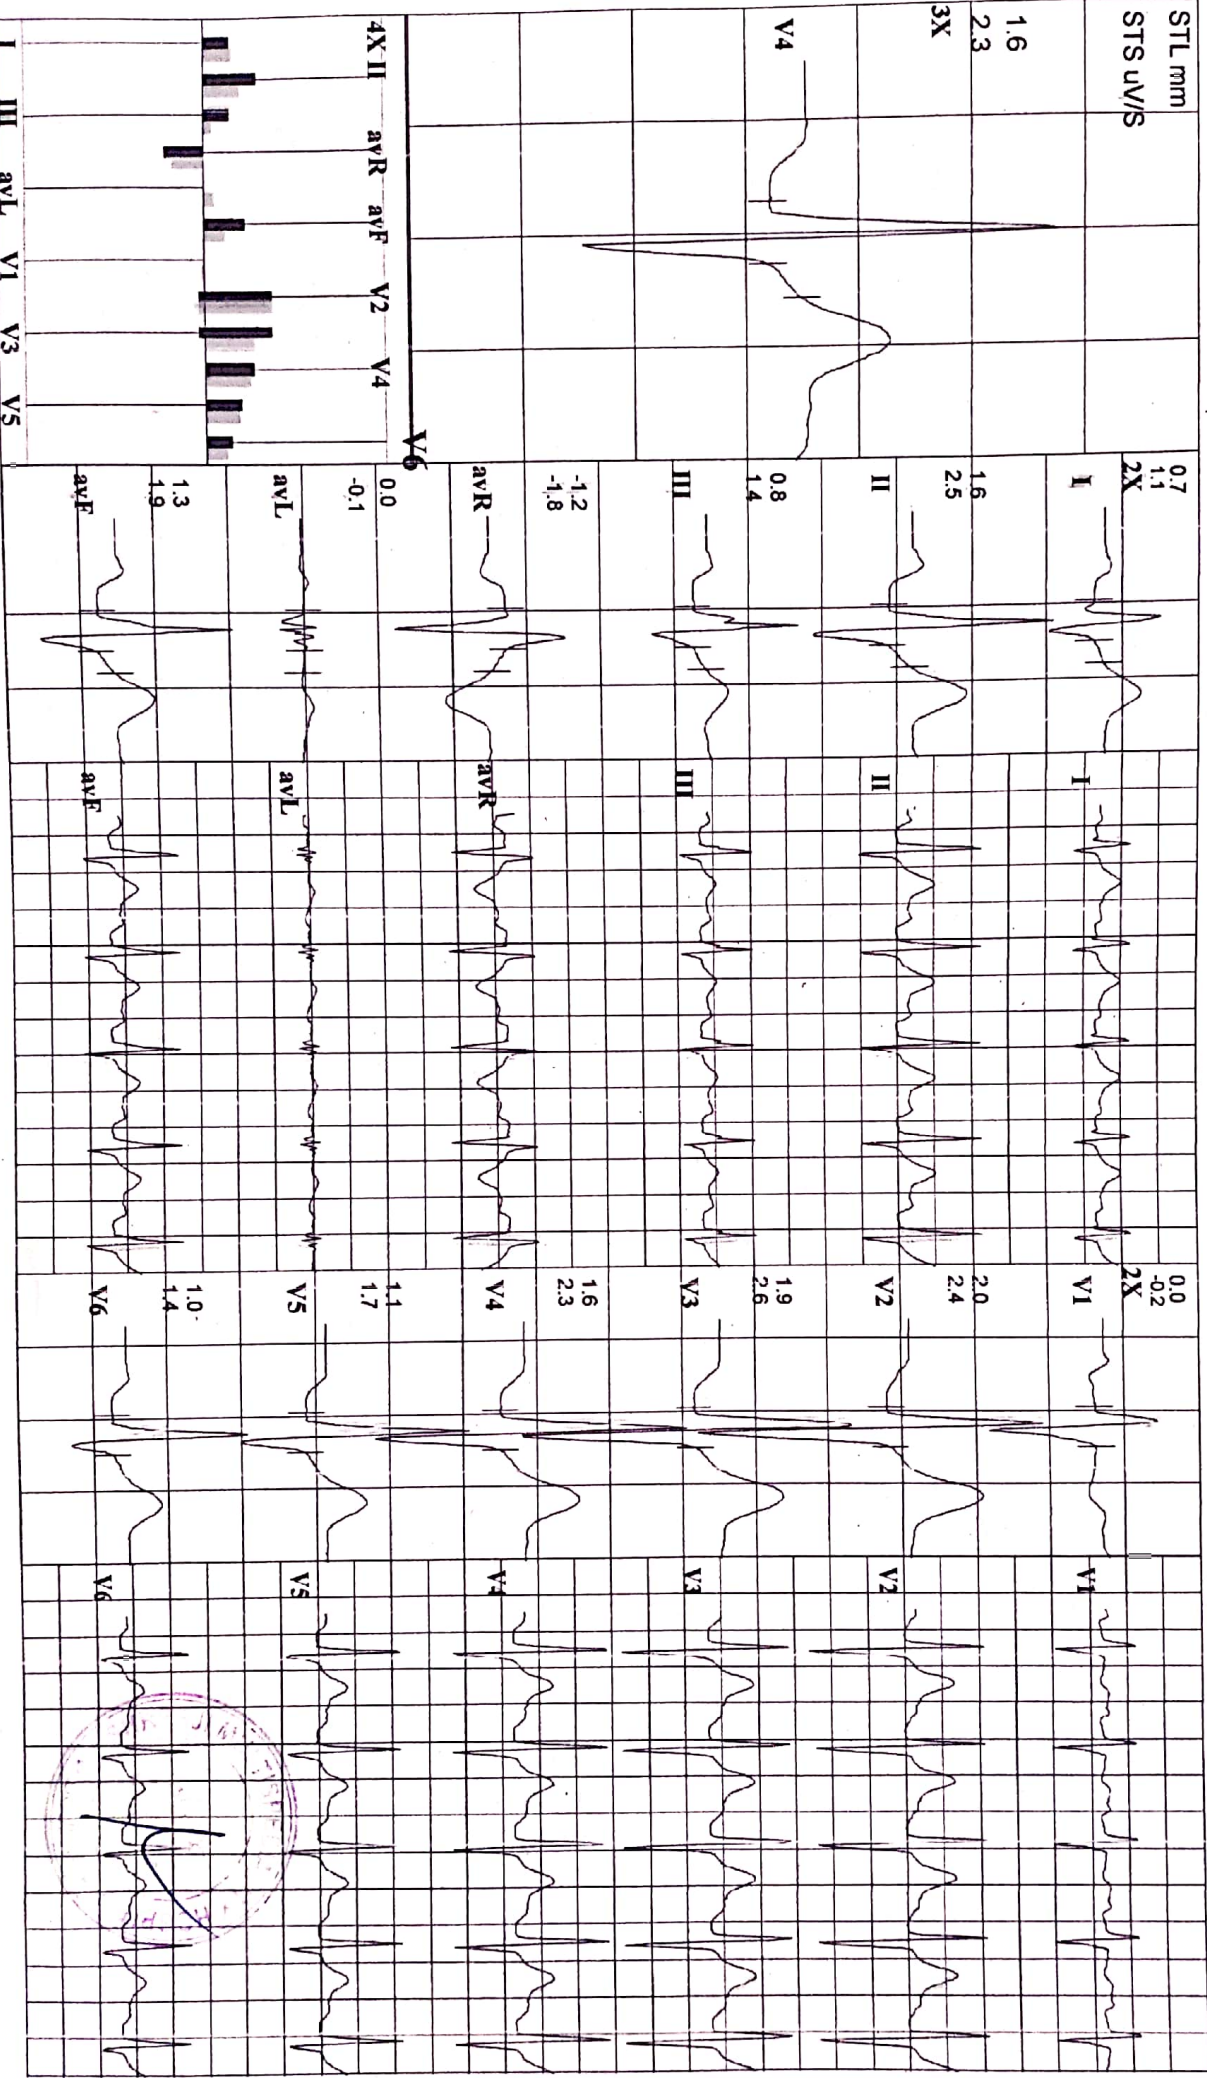 STL mm
STS uV/S
1.6
2.3
3X
V4
4X II
avR
avF
V2
V4
V6
I
III
avL
V1
V3
V5
0.7
1.1
2X
I
1.6
2.5
II
0.8
1.4
III
-1.2
-1.8
avR
0.0
-0.1
avL
1.3
1.9
avF
I
II
III
avR
avL
avF
0.0
-0.2
2X
V1
2.0
2.4
V2
1.9
2.6
V3
1.6
2.3
V4
1.1
1.7
V5
1.0
1.4
V6
V1
V2
V3
V4
V5
V6